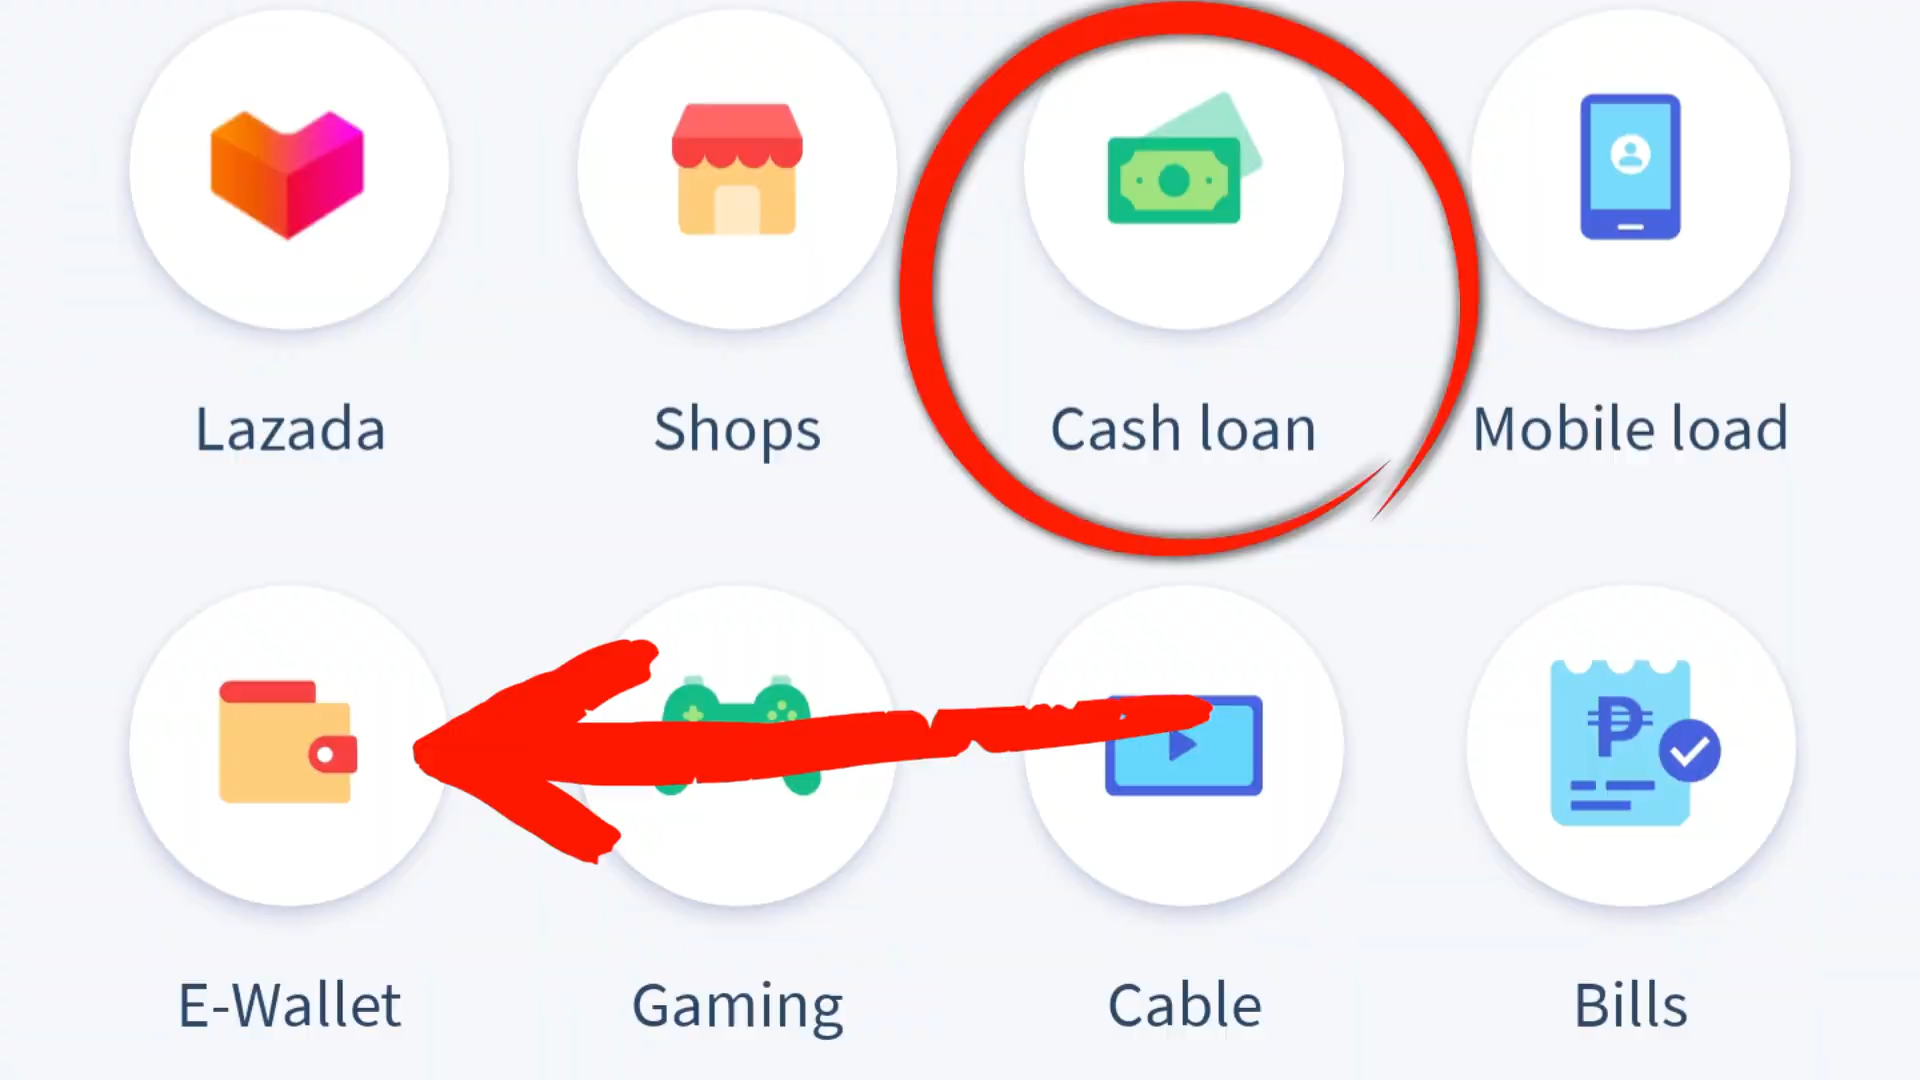 Lazada
Shops
Cash loan
Mobile load
₱
E-Wallet
Gaming
Cable
Bills